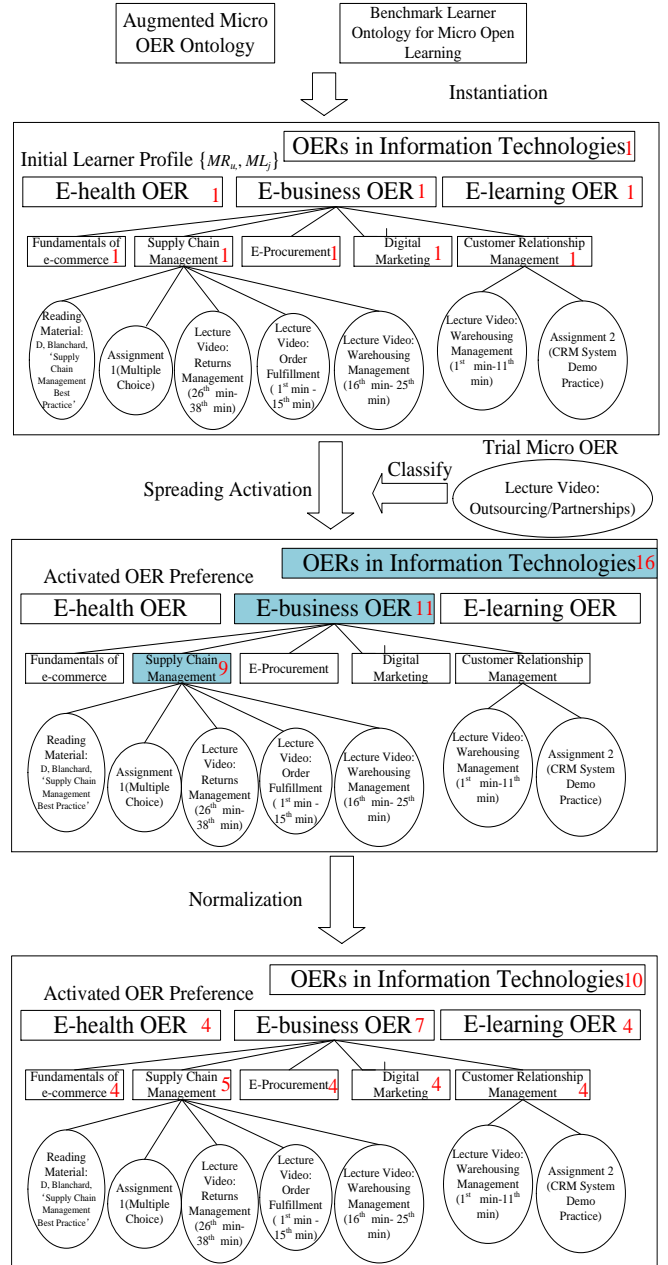 Augmented Micro
OER Ontology
Benchmark Learner
Ontology for Micro Open
Learning
Instantiation
OERs in Information Technologies 1
Initial Learner Profile {MRu, MLj}
E-health OER 1
E-business OER 1
E-learning OER 1
Fundamentals of
e-commerce 1
Supply Chain
Management 1
E-Procurement 1
Digital
Marketing 1
Customer Relationship
Management 1
Reading
Material:
D, Blanchard,
‘Supply
Chain
Management
Best
Practice’
Assignment
1(Multiple
Choice)
Lecture
Video:
Returns
Management
(26th min-
38th min)
Lecture
Video:
Order
Fulfillment
( 1st min -
15th min)
Lecture Video:
Warehousing
Management
(16th min- 25th
min)
Lecture Video:
Warehousing
Management
(1st min-11th
min)
Assignment 2
(CRM System
Demo
Practice)
Spreading Activation
Classify
Trial Micro OER
Lecture Video:
Outsourcing/Partnerships)
OERs in Information Technologies 16
Activated OER Preference
E-health OER
E-business OER 11
E-learning OER
Fundamentals of
e-commerce
Supply Chain
Management 9
E-Procurement
Digital
Marketing
Customer Relationship
Management
Reading
Material:
D, Blanchard,
‘Supply Chain
Management
Best Practice’
Assignment
1(Multiple
Choice)
Lecture
Video:
Returns
Management
(26th min-
38th min)
Lecture
Video:
Order
Fulfillment
( 1st min -
15th min)
Lecture Video:
Warehousing
Management
(16th min- 25th
min)
Lecture Video:
Warehousing
Management
(1st min-11th
min)
Assignment 2
(CRM System
Demo
Practice)
Normalization
OERs in Information Technologies 10
Activated OER Preference
E-health OER 4
E-business OER 7
E-learning OER 4
Fundamentals of
e-commerce 4
Supply Chain
Management 5
E-Procurement 4
Digital
Marketing 4
Customer Relationship
Management 4
Reading
Material:
D, Blanchard,
‘Supply Chain
Management
Best Practice’
Assignment
1(Multiple
Choice)
Lecture
Video:
Returns
Management
(26th min-
38th min)
Lecture
Video:
Order
Fulfillment
( 1st min -
15th min)
Lecture Video:
Warehousing
Management
(16th min- 25th
min)
Lecture Video:
Warehousing
Management
(1st min-11th
min)
Assignment 2
(CRM System
Demo
Practice)